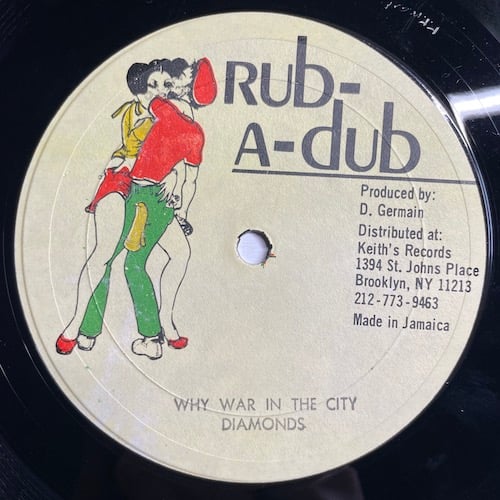 RUB-
A-dub
Produced by:
D. Germain
Distributed at:
Keith's Records
1394 St. Johns Place
Brooklyn, NY 11213
212-773-9463
Made in Jamaica
WHY WAR IN THE CITY
DIAMONDS